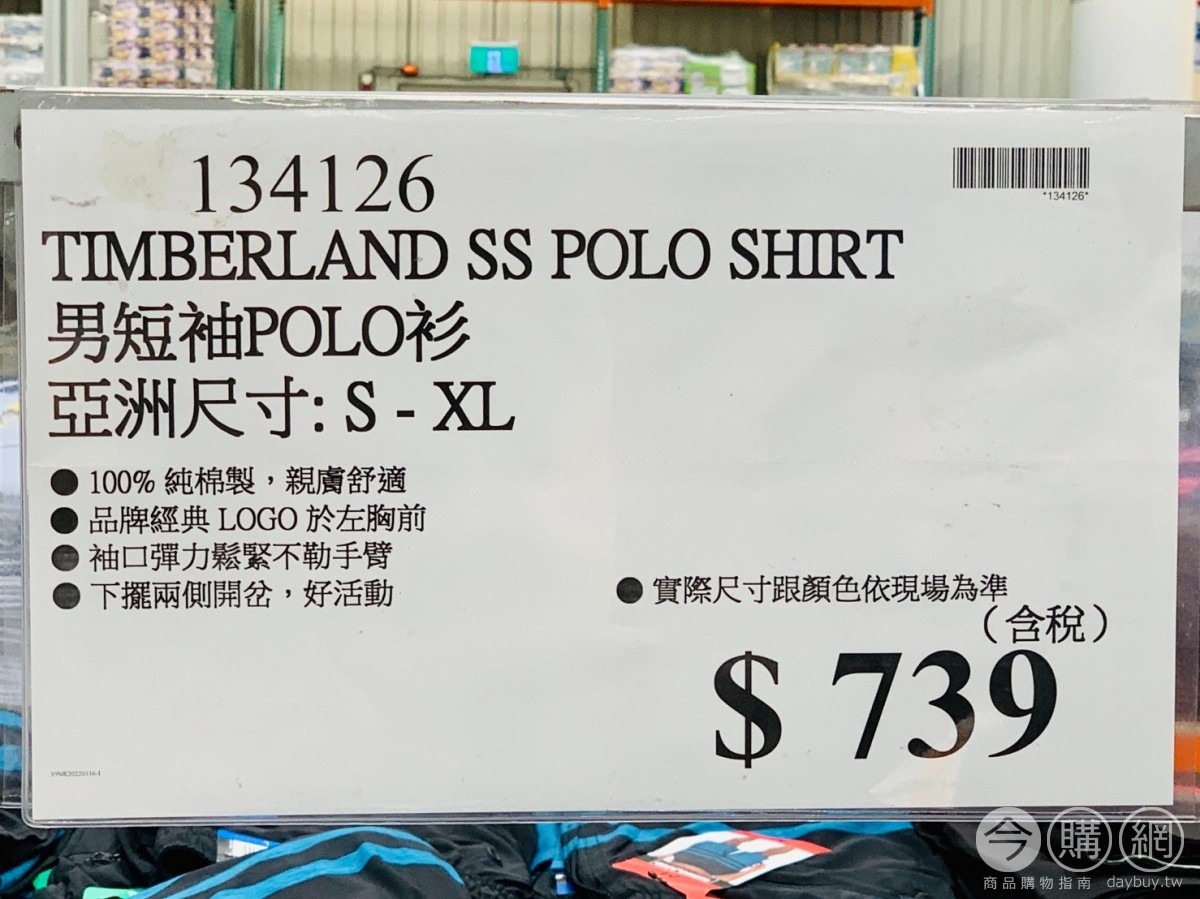 134126
*134126*
TIMBERLAND SS POLO SHIRT
男短袖POLO衫
亞洲尺寸: S - XL
● 100% 純棉製，親膚舒適
● 品牌經典 LOGO 於左胸前
● 袖口彈力鬆緊不勒手臂
● 下擺兩側開岔，好活動
● 實際尺寸跟顏色依現場為準
（含稅）
$ 739
今購網
商品購物指南 daybuy.tw